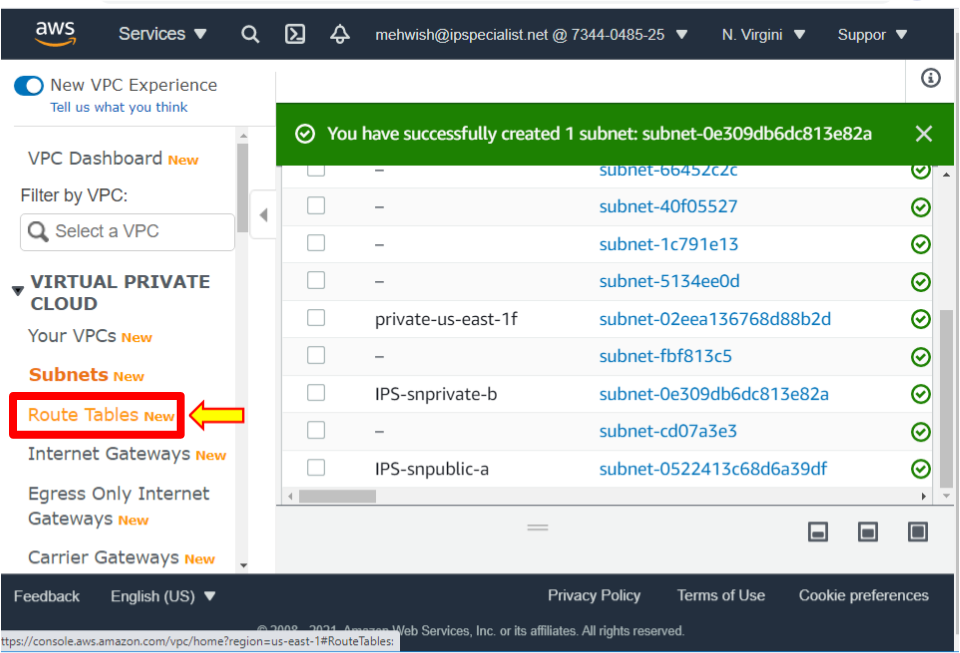 aws Services mehwish@ipspecialist.net @ 7344-0485-25 N. Virgini Suppor
New VPC Experience
Tell us what you think
You have successfully created 1 subnet: subnet-0e309db6dc813e82a
VPC Dashboard New
Filter by VPC:
Select a VPC
VIRTUAL PRIVATE
CLOUD
Your VPCs New
Subnets New
Route Tables New
Internet Gateways New
Egress Only Internet
Gateways New
Carrier Gateways New
– subnet-66452c2c
– subnet-40f05527
– subnet-1c791e13
– subnet-5134ee0d
private-us-east-1f subnet-02eea136768d88b2d
– subnet-fbf813c5
IPS-snprivate-b subnet-0e309db6dc813e82a
– subnet-cd07a3e3
IPS-snpublic-a subnet-0522413c68d6a39df
Feedback English (US) Privacy Policy Terms of Use Cookie preferences
© 2008 - 2021, Amazon Web Services, Inc. or its affiliates. All rights reserved.
ttps://console.aws.amazon.com/vpc/home?region=us-east-1#RouteTables: